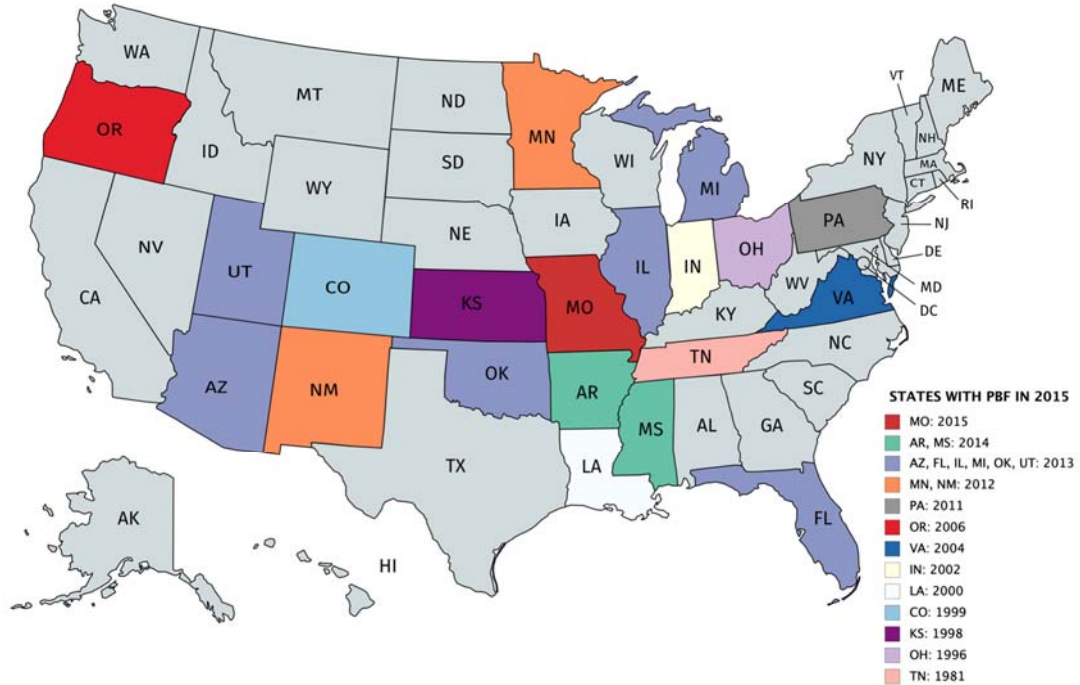 WA
MT
ND
MN
OR
ID
SD
WI
WY
MI
VT
ME
NH
NY
MA
CT
RI
IA
NE
PA
NJ
NV
UT
CO
IL
IN
OH
DE
CA
KS
MO
WV
VA
MD
KY
DC
AZ
NM
OK
AR
TN
NC
SC
MS
AL
GA
TX
LA
FL
AK
HI
STATES WITH PBF IN 2015
MO: 2015
AR, MS: 2014
AZ, FL, IL, MI, OK, UT: 2013
MN, NM: 2012
PA: 2011
OR: 2006
VA: 2004
IN: 2002
LA: 2000
CO: 1999
KS: 1998
OH: 1996
TN: 1981